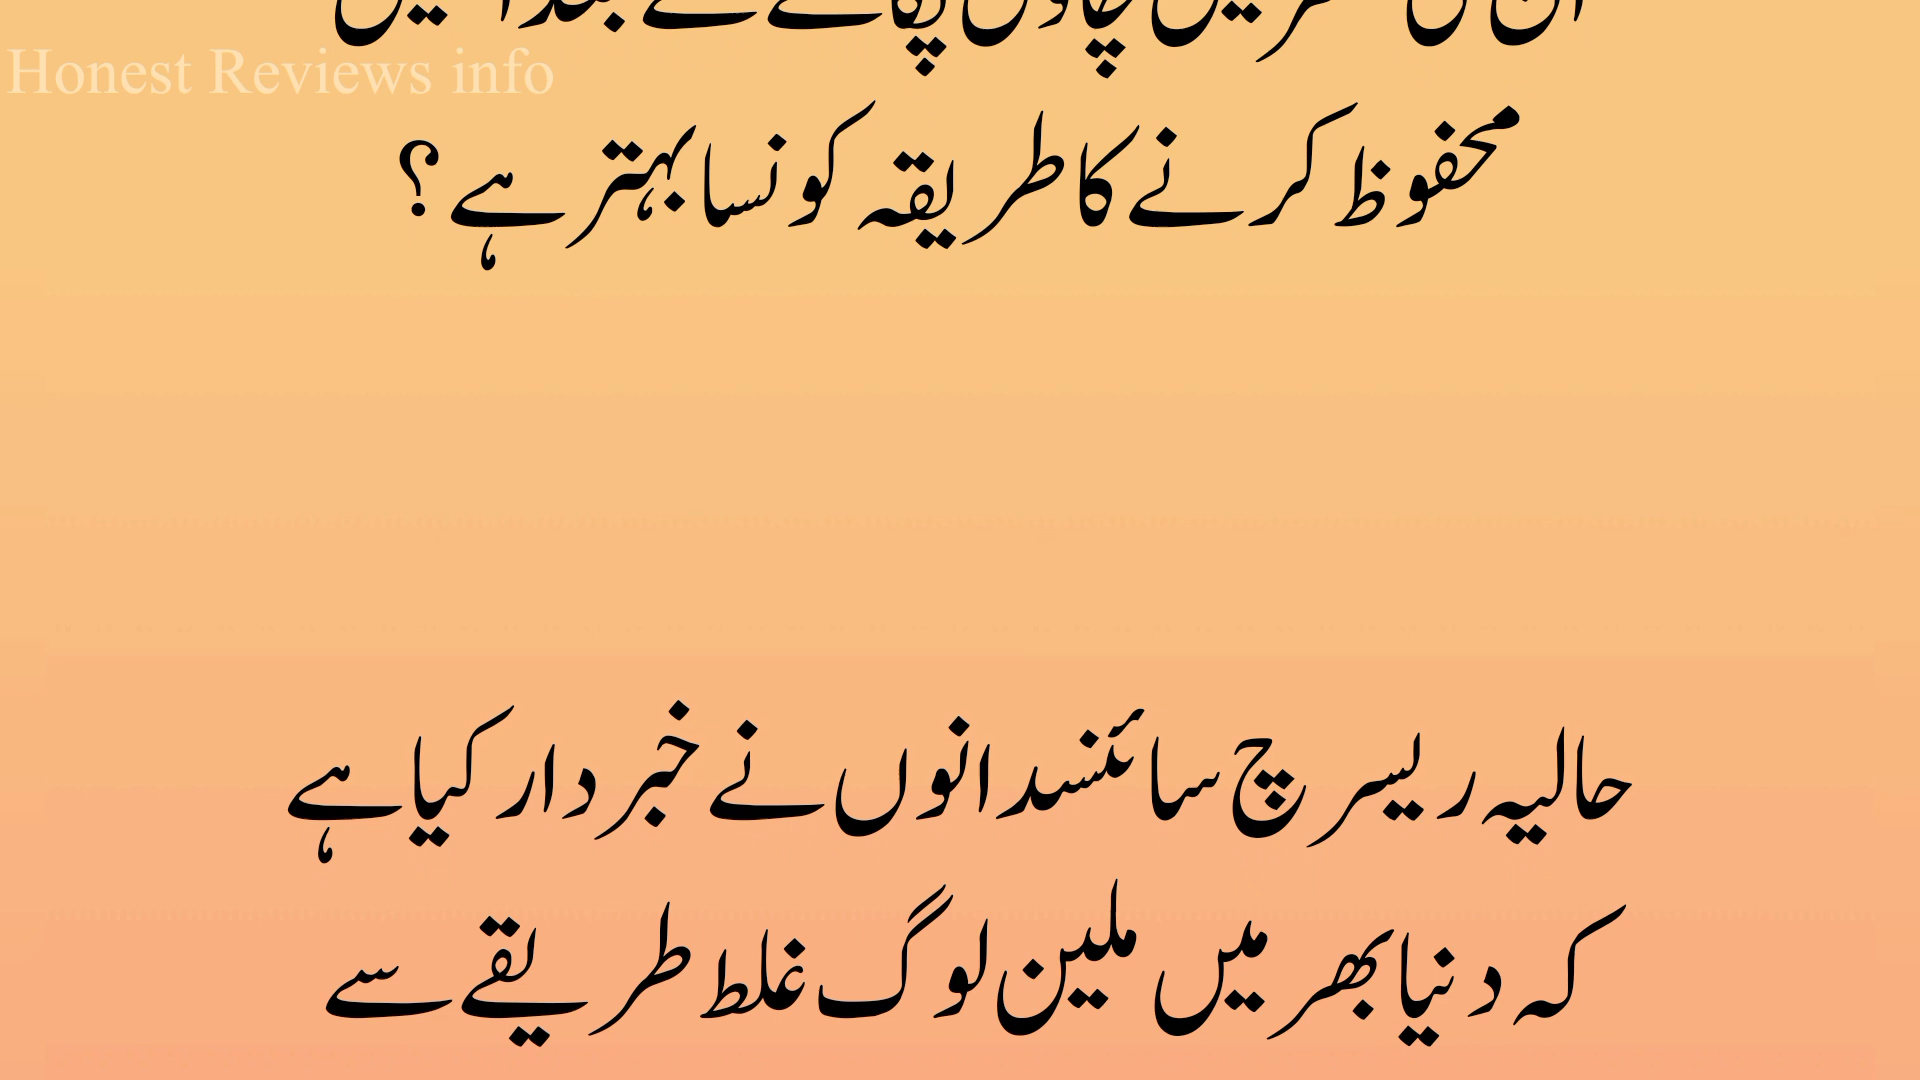 Honest Reviews info
محفوظ کرنے کا طریقہ کونسا بہتر ہے ؟
حالیہ ریسرچ سائنسدانوں نے خبردار کیا ہے
کہ دنیا بھر میں ملین لوگ غلط طریقے سے